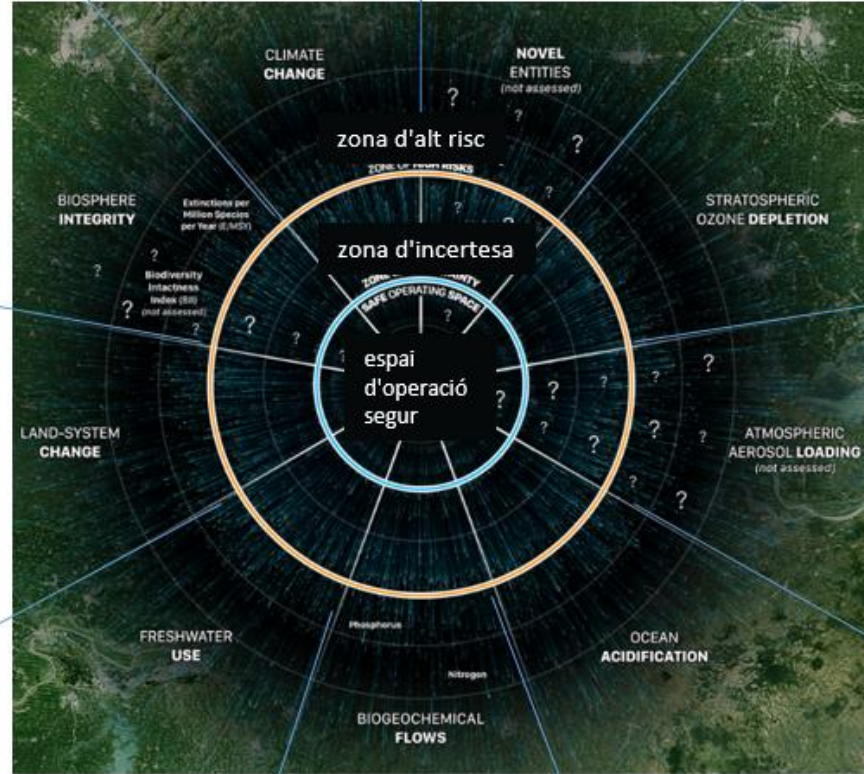 CLIMATE
CHANGE
NOVEL
ENTITIES
(not assessed)
?
?
?
zona d'alt risc
ZONE OF HIGH RISKS
BIOSPHERE
INTEGRITY
Extinctions per
Million Species
per Year (E/MSY)
?
?
?
STRATOSPHERIC
OZONE DEPLETION
zona d'incertesa
SAFE OPERATING SPACE
?
?
Biodiversity
Intactness
Index (BII)
(not assessed)
?
?
?
?
?
?
espai
d'operació
segur
?
?
?
?
?
?
?
?
?
?
?
LAND-SYSTEM
CHANGE
ATMOSPHERIC
AEROSOL LOADING
(not assessed)
FRESHWATER
USE
Phosphorus
Nitrogen
OCEAN
ACIDIFICATION
BIOGEOCHEMICAL
FLOWS